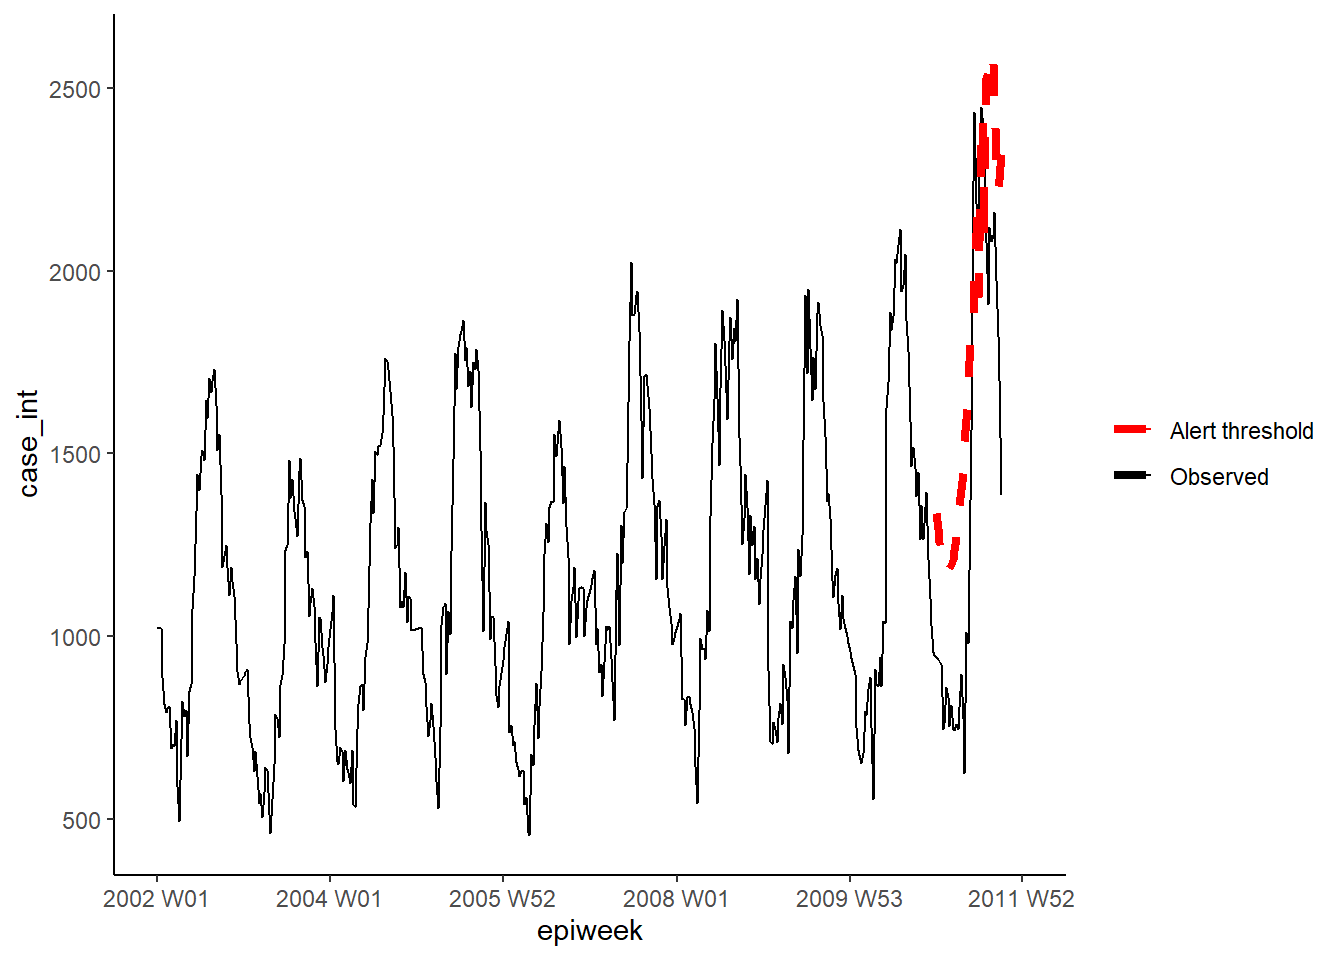 2500
2000
1500
1000
500
case_int
2002 W01
2004 W01
2005 W52
2008 W01
2009 W53
2011 W52
epiweek
Alert threshold
Observed